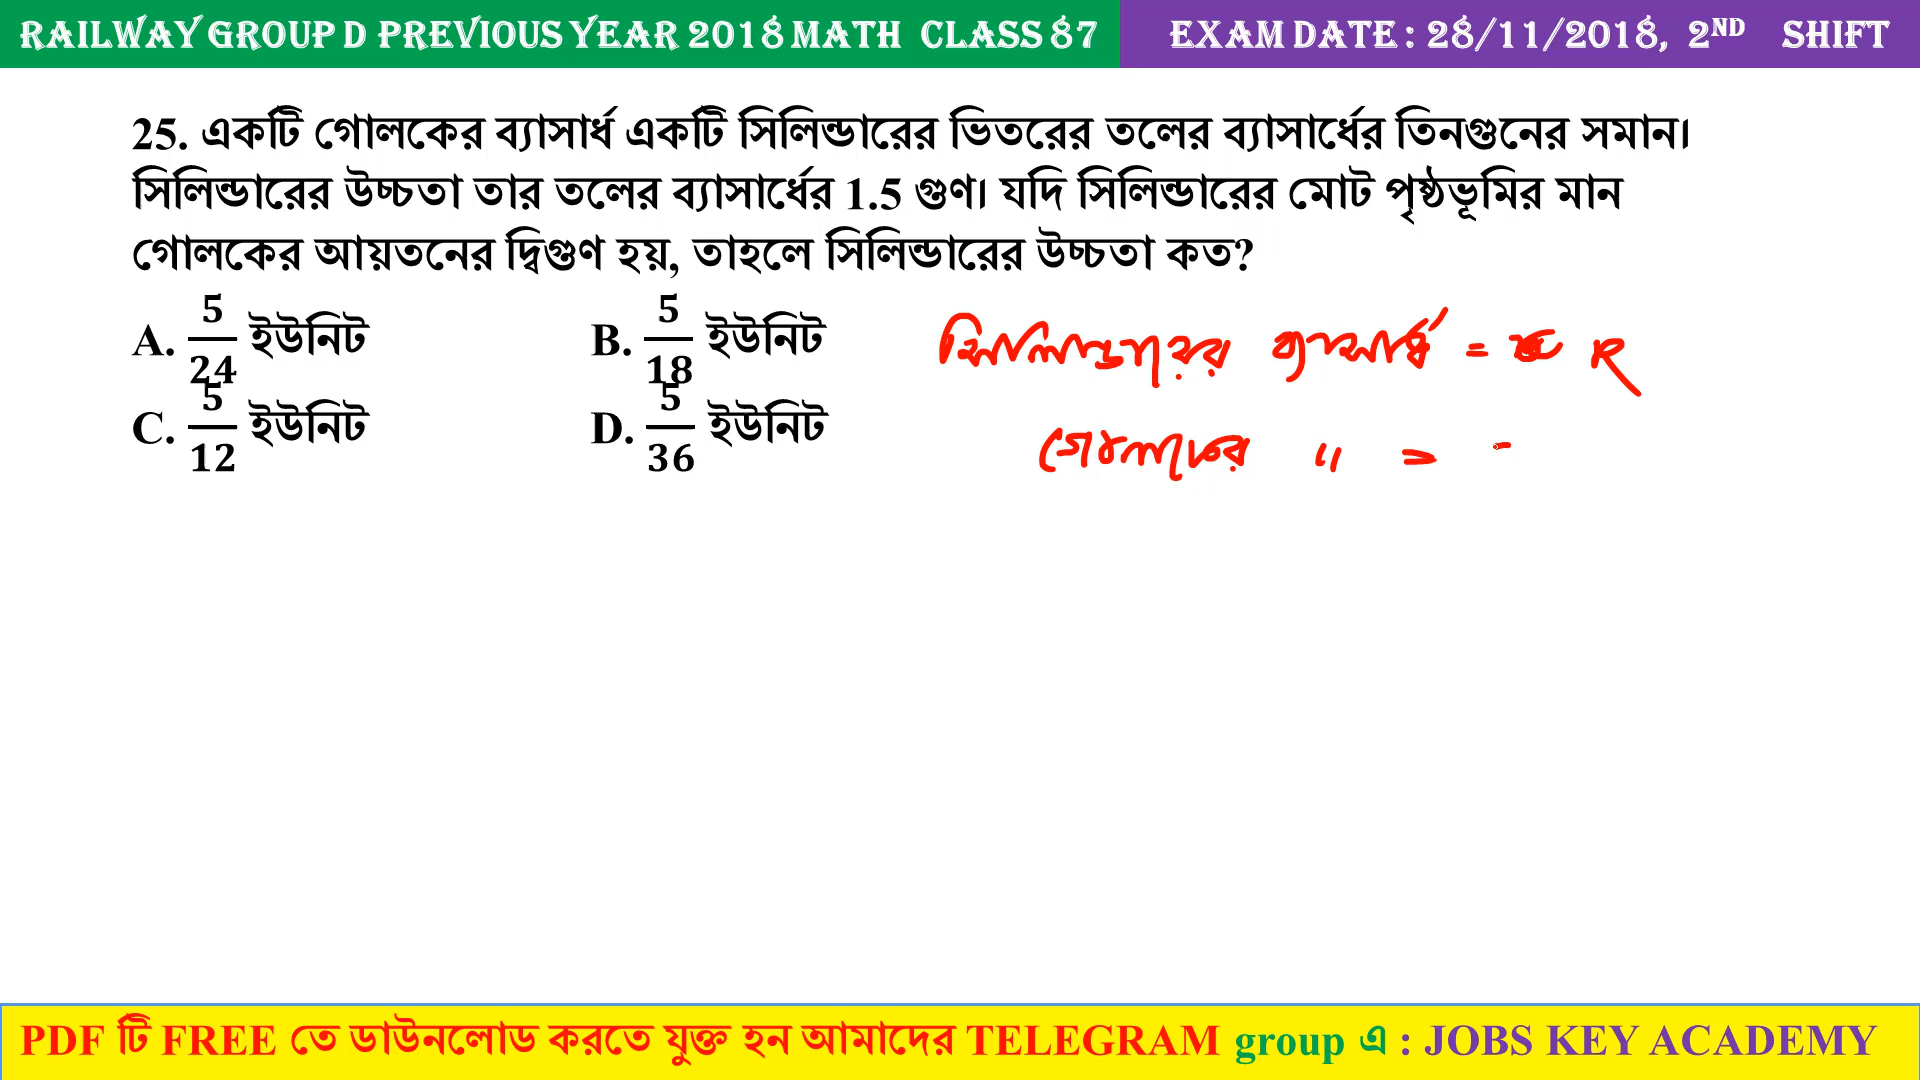 RAILWAY GROUP D PREVIOUS YEAR 2018 MATH CLASS 87 EXAM DATE : 28/11/2018, 2ND SHIFT
25. একটি গোলকের ব্যাসার্ধ একটি সিলিন্ডারের ভিতরের তলের ব্যাসার্ধের তিনগুনের সমান।
সিলিন্ডারের উচ্চতা তার তলের ব্যাসার্ধের 1.5 গুণ। যদি সিলিন্ডারের মোট পৃষ্ঠভূমির মান
গোলকের আয়তনের দ্বিগুণ হয়, তাহলে সিলিন্ডারের উচ্চতা কত?
A. 5/24 ইউনিট B. 5/18 ইউনিট
সিলিন্ডারের ব্যাসার্ধ = R
C. 5/12 ইউনিট D. 5/36 ইউনিট
গোলকের " =
PDF টি FREE তে ডাউনলোড করতে যুক্ত হন আমাদের TELEGRAM group এ : JOBS KEY ACADEMY